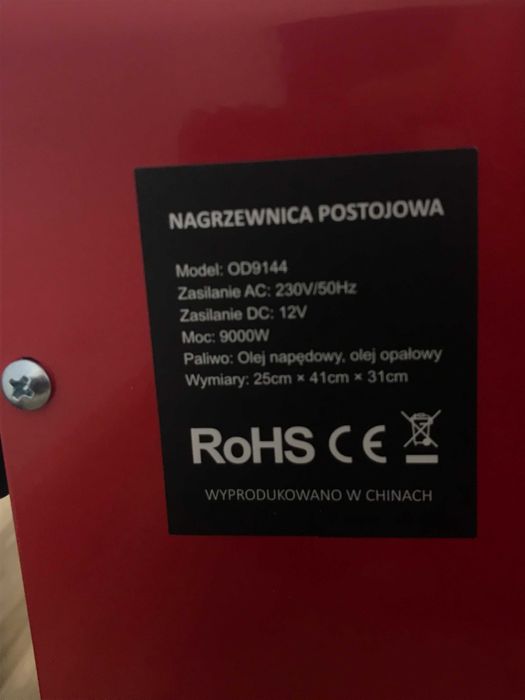 NAGRZEWNICA POSTOJOWA
Model: OD9144
Zasilanie AC: 230V/50Hz
Zasilanie DC: 12V
Moc: 9000W
Paliwo: Olej napędowy, olej opałowy
Wymiary: 25cm × 41cm × 31cm
RoHS CE
WYPRODUKOWANO W CHINACH